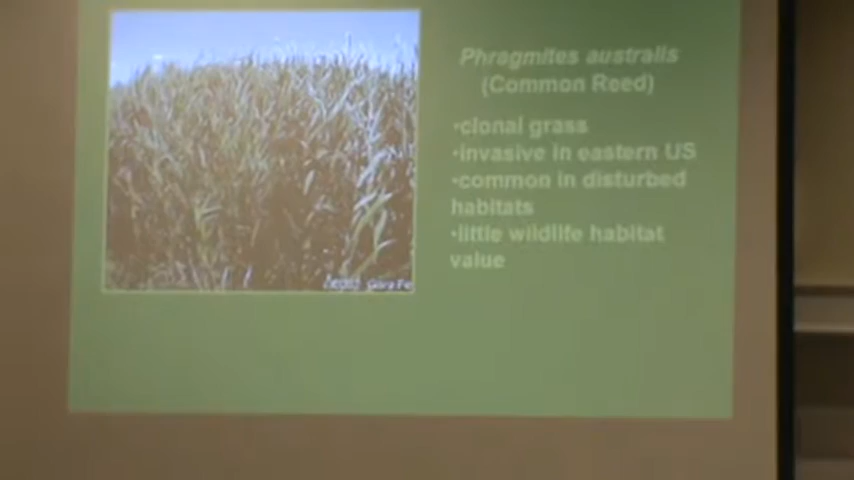 Phragmites australis
(Common Reed)
•clonal grass
•invasive in eastern US
•common in disturbed
habitats
•little wildlife habitat
value